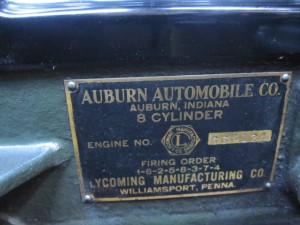 AUBURN AUTOMOBILE CO.
AUBURN, INDIANA
8 CYLINDER
ENGINE NO.
L
FIRING ORDER
1-6-2-5-8-3-7-4
LYCOMING MANUFACTURING CO.
WILLIAMSPORT, PENNA.